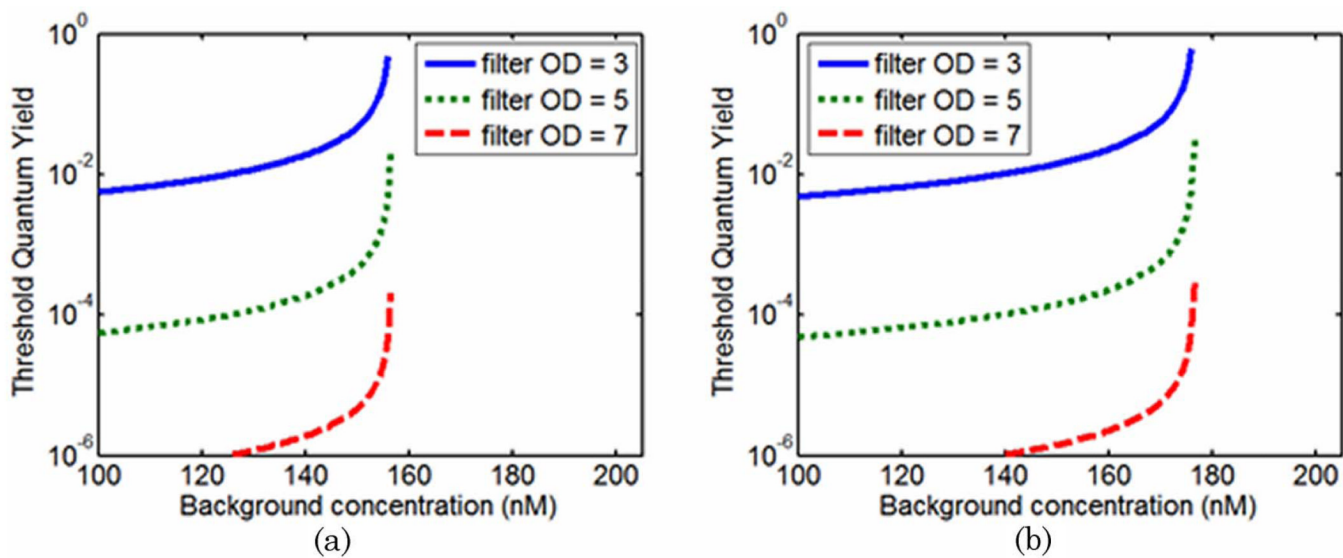 10^0
10^-2
10^-4
10^-6
Threshold Quantum Yield
filter OD = 3
filter OD = 5
filter OD = 7
100 120 140 160 180 200
Background concentration (nM)
(a)
10^0
10^-2
10^-4
10^-6
Threshold Quantum Yield
filter OD = 3
filter OD = 5
filter OD = 7
100 120 140 160 180 200
Background concentration (nM)
(b)